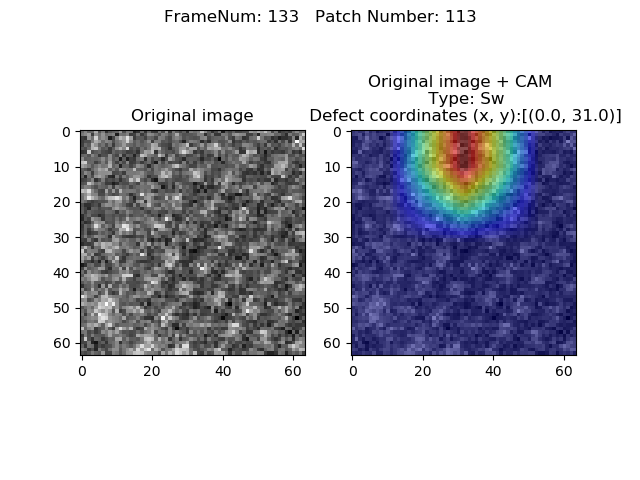 FrameNum: 133   Patch Number: 113
Original image
0
10
20
30
40
50
60
0 20 40 60
Original image + CAM
Type: Sw
Defect coordinates (x, y):[(0.0, 31.0)]
0
10
20
30
40
50
60
0 20 40 60